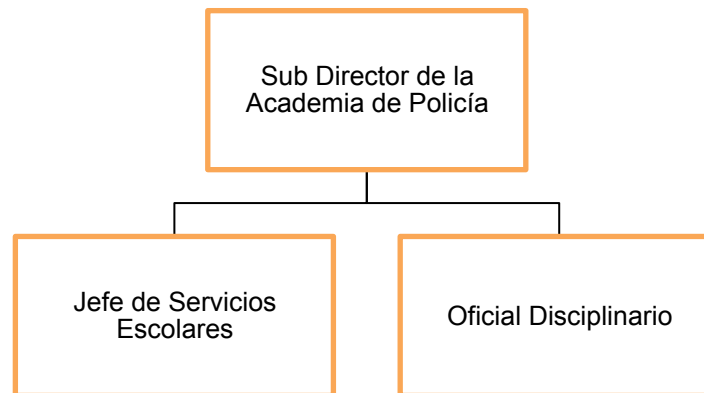 Sub Director de la
Academia de Policía
Jefe de Servicios
Escolares
Oficial Disciplinario